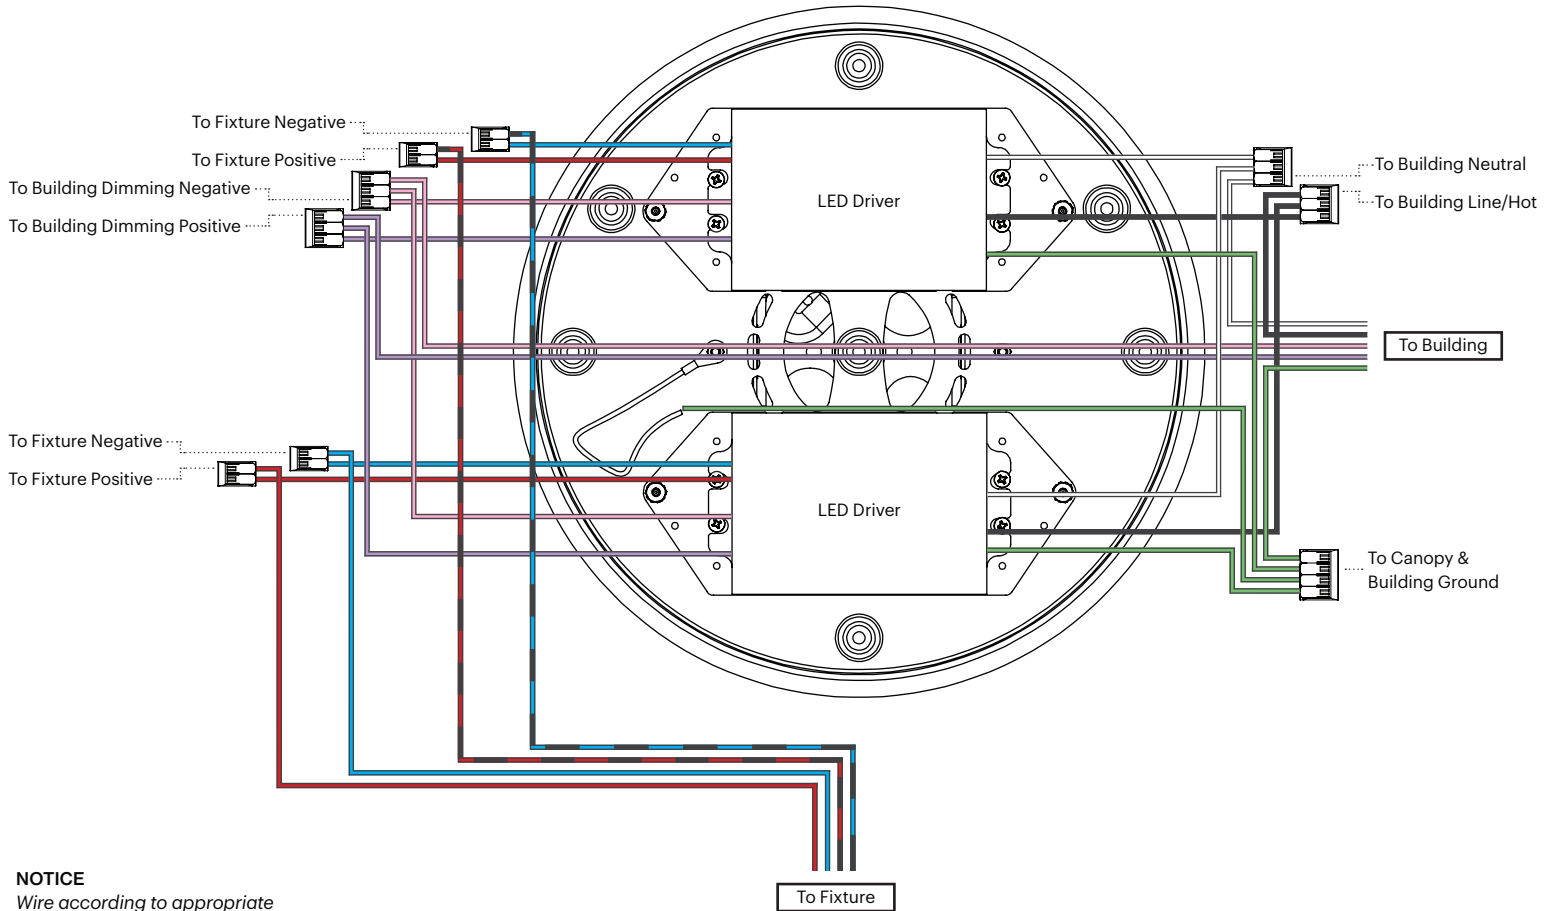 To Fixture Negative
To Fixture Positive
To Building Dimming Negative
To Building Dimming Positive
LED Driver
To Building Neutral
To Building Line/Hot
To Building
To Fixture Negative
To Fixture Positive
LED Driver
To Canopy &
Building Ground
NOTICE
Wire according to appropriate
To Fixture